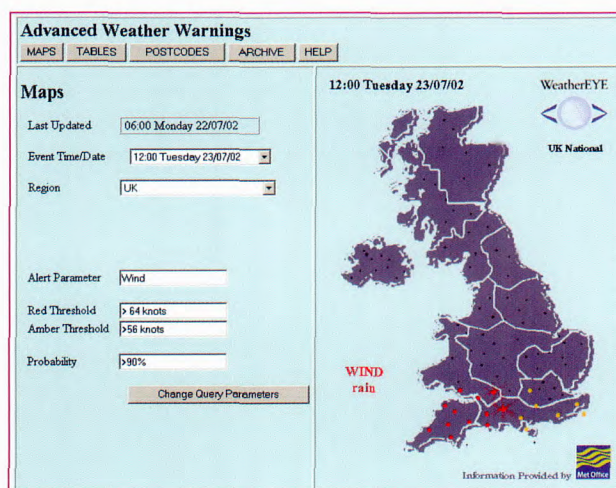 Advanced Weather Warnings
MAPS TABLES POSTCODES ARCHIVE HELP
Maps
Last Updated 06:00 Monday 22/07/02
Event Time/Date 12:00 Tuesday 23/07/02
Region UK
Alert Parameter Wind
Red Threshold > 64 knots
Amber Threshold >56 knots
Probability >90%
Change Query Parameters
12:00 Tuesday 23/07/02
WeatherEYE
UK National
WIND
rain
Information Provided by Met Office